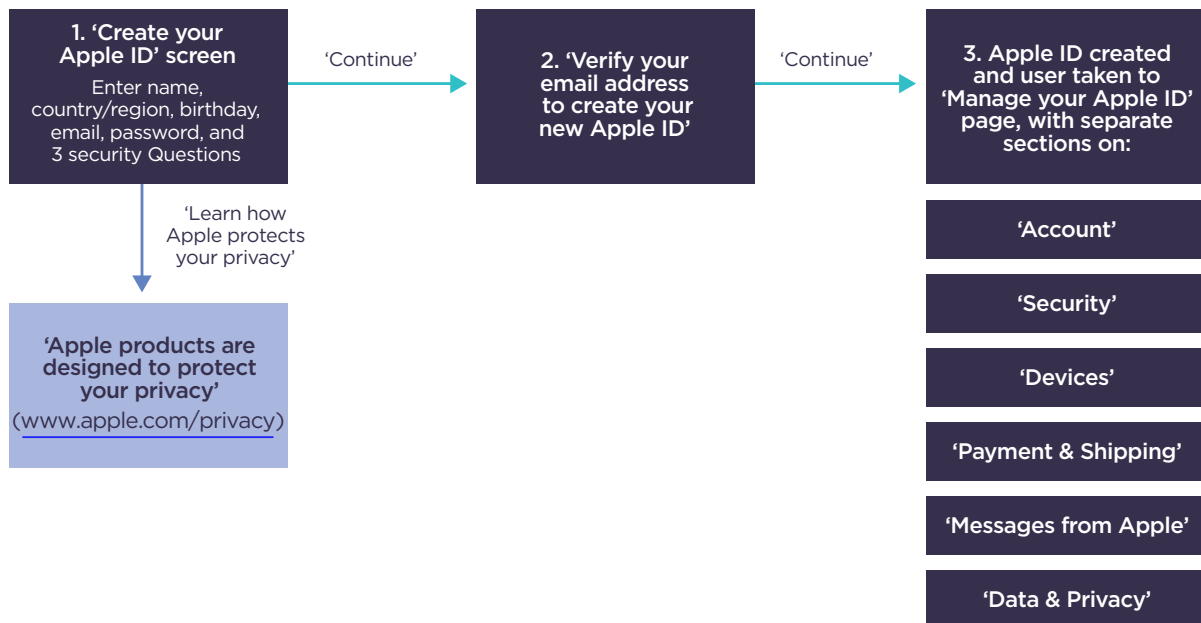 1. ‘Create your
Apple ID’ screen
Enter name,
country/region, birthday,
email, password, and
3 security Questions
‘Continue’
2. ‘Verify your
email address
to create your
new Apple ID’
‘Continue’
3. Apple ID created
and user taken to
‘Manage your Apple ID’
page, with separate
sections on:
‘Learn how
Apple protects
your privacy’
‘Apple products are
designed to protect
your privacy’
(www.apple.com/privacy)
‘Account’
‘Security’
‘Devices’
‘Payment & Shipping’
‘Messages from Apple’
‘Data & Privacy’